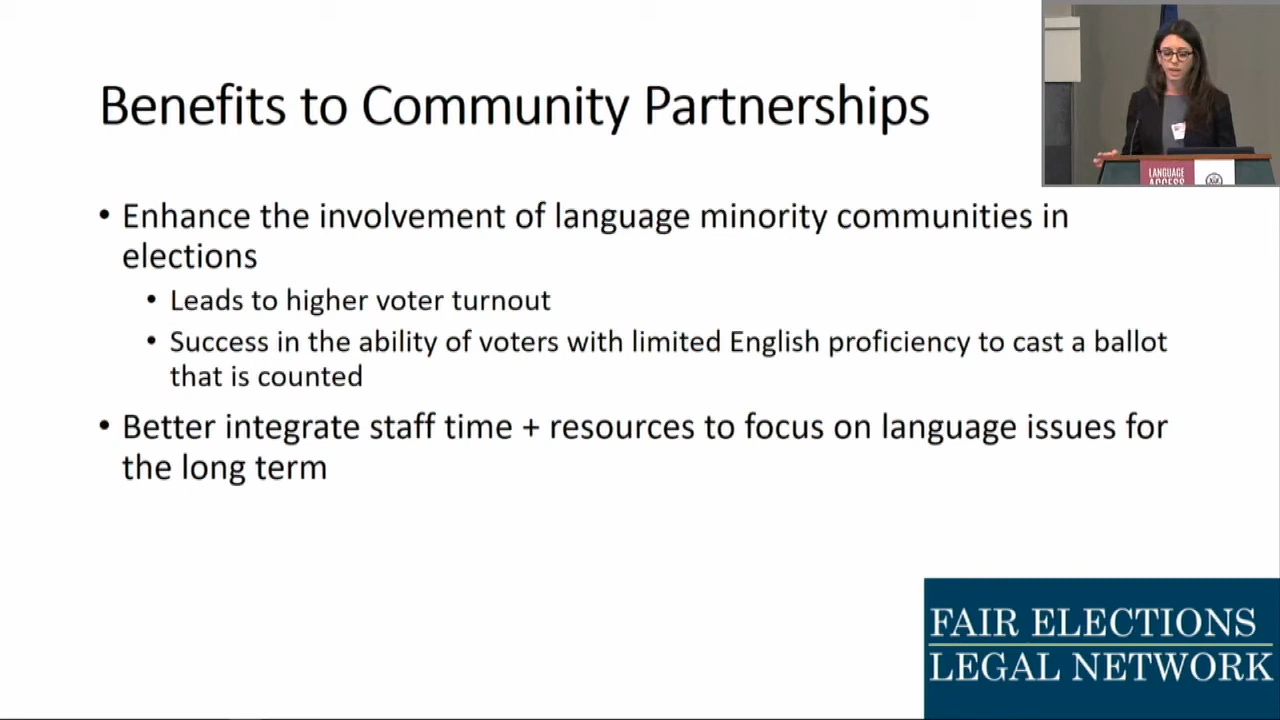 Benefits to Community Partnerships
• Enhance the involvement of language minority communities in
elections
• Leads to higher voter turnout
• Success in the ability of voters with limited English proficiency to cast a ballot
that is counted
• Better integrate staff time + resources to focus on language issues for
the long term
LANGUAGE
ACCESS
FAIR ELECTIONS
LEGAL NETWORK